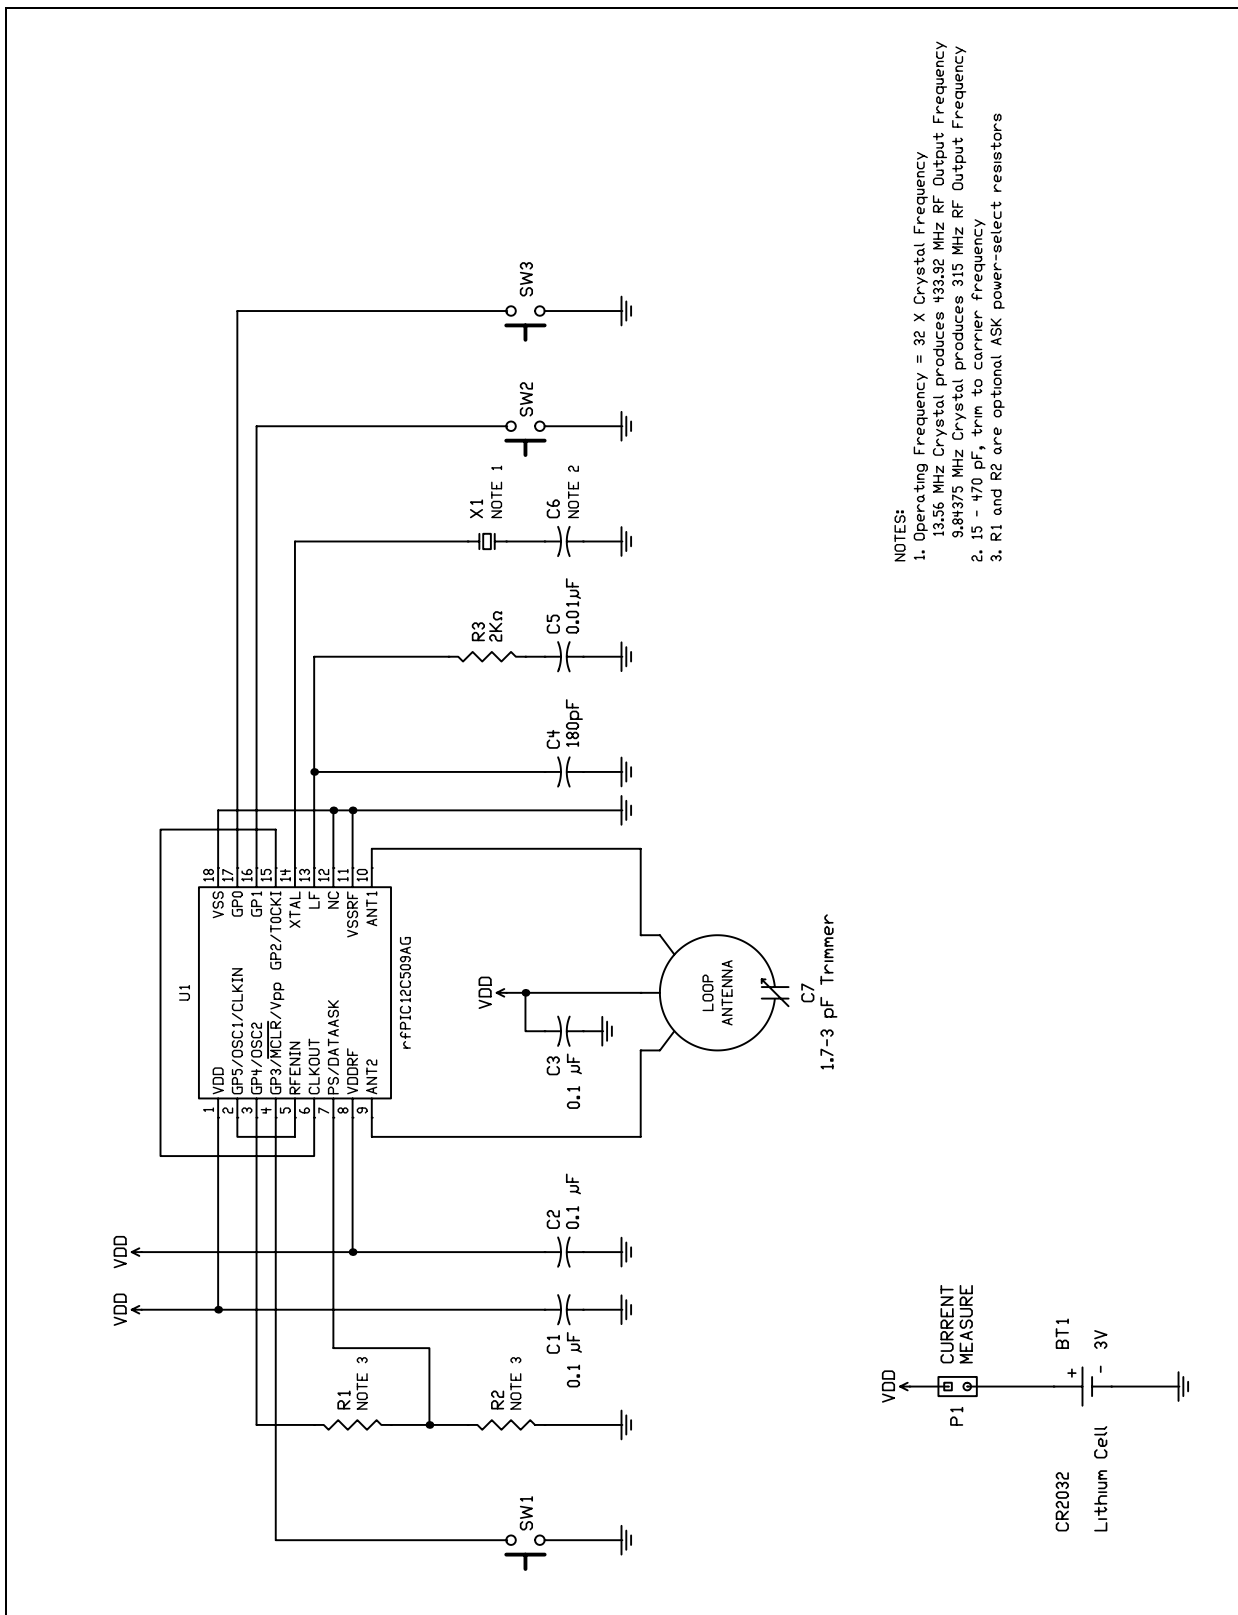 VDD
VDD
U1
1
2
3
4
5
6
7
8
9
VDD
GP5/OSC1/CLKIN
GP4/OSC2
GP3/MCLR/Vpp
RFENIN
CLKOUT
PS/DATAASK
VDDRF
ANT2
18
17
16
15
14
13
12
11
10
VSS
GP0
GP1
GP2/T0CKI
XTAL
LF
NC
VSSRF
ANT1
rfPIC12C509AG
SW1
R1
NOTE 3
R2
NOTE 3
C1
0.1 µF
C2
0.1 µF
VDD
C3
0.1 µF
LOOP
ANTENNA
C7
1.7-3 pF Trimmer
C4
180pF
R3
2KΩ
C5
0.01µF
X1
NOTE 1
C6
NOTE 2
SW2
SW3
VDD
P1
CURRENT
MEASURE
CR2032
Lithium Cell
+
BT1
-
3V
NOTES:
1. Operating Frequency = 32 X Crystal Frequency
13.56 MHz Crystal produces 433.92 MHz RF Output Frequency
9.84375 MHz Crystal produces 315 MHz RF Output Frequency
2. 15 - 470 pF, trim to carrier frequency
3. R1 and R2 are optional ASK power-select resistors